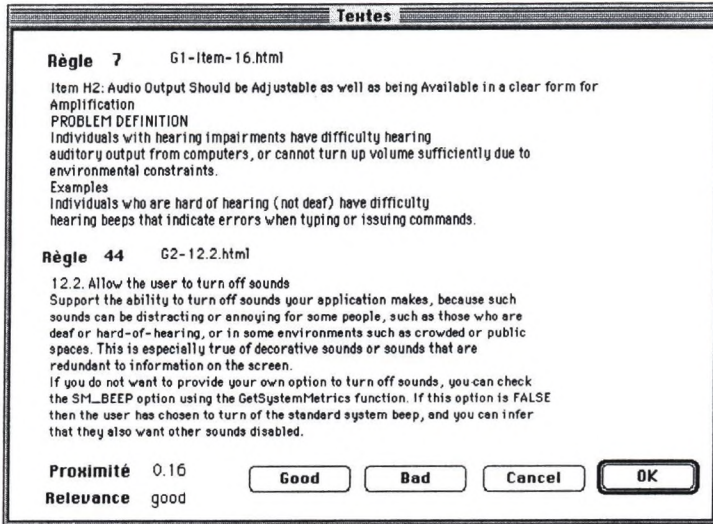 Textes
Règle 7 G1-Item-16.html
Item H2: Audio Output Should be Adjustable as well as being Available in a clear form for
Amplification
PROBLEM DEFINITION
Individuals with hearing impairments have difficulty hearing
auditory output from computers, or cannot turn up volume sufficiently due to
environmental constraints.
Examples
Individuals who are hard of hearing (not deaf) have difficulty
hearing beeps that indicate errors when typing or issuing commands.
Règle 44 G2-12.2.html
12.2. Allow the user to turn off sounds
Support the ability to turn off sounds your application makes, because such
sounds can be distracting or annoying for some people, such as those who are
deaf or hard-of-hearing, or in some environments such as crowded or public
spaces. This is especially true of decorative sounds or sounds that are
redundant to information on the screen.
If you do not want to provide your own option to turn off sounds, you can check
the SM_BEEP option using the GetSystemMetrics function. If this option is FALSE
then the user has chosen to turn of the standard system beep, and you can infer
that they also want other sounds disabled.
Proximité 0.16
Good Bad Cancel OK
Relevance good